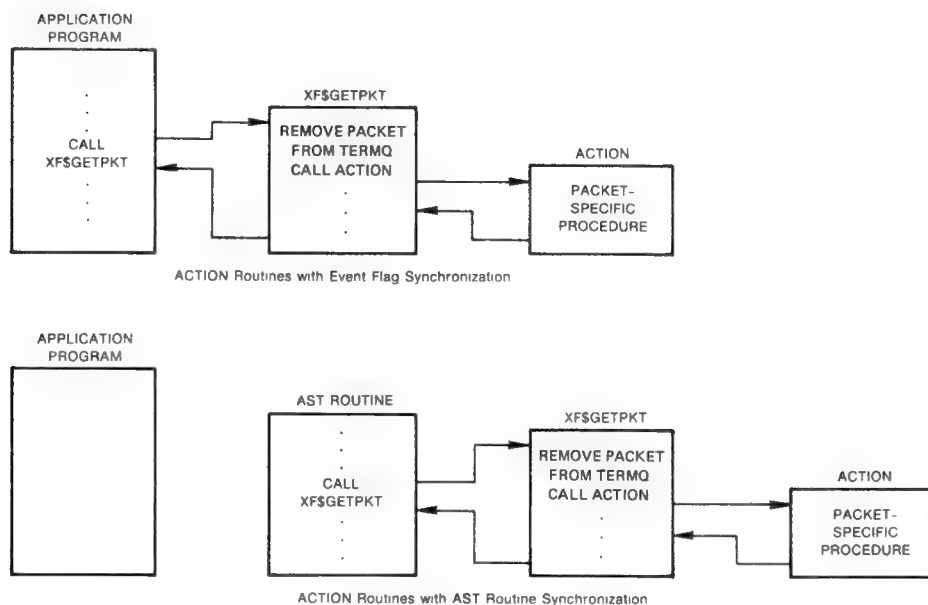 APPLICATION
PROGRAM
CALL
XF$GETPKT
XF$GETPKT
REMOVE PACKET
FROM TERMQ
CALL ACTION
ACTION
PACKET-
SPECIFIC
PROCEDURE
ACTION Routines with Event Flag Synchronization
APPLICATION
PROGRAM
AST ROUTINE
CALL
XF$GETPKT
XF$GETPKT
REMOVE PACKET
FROM TERMQ
CALL ACTION
ACTION
PACKET-
SPECIFIC
PROCEDURE
ACTION Routines with AST Routine Synchronization